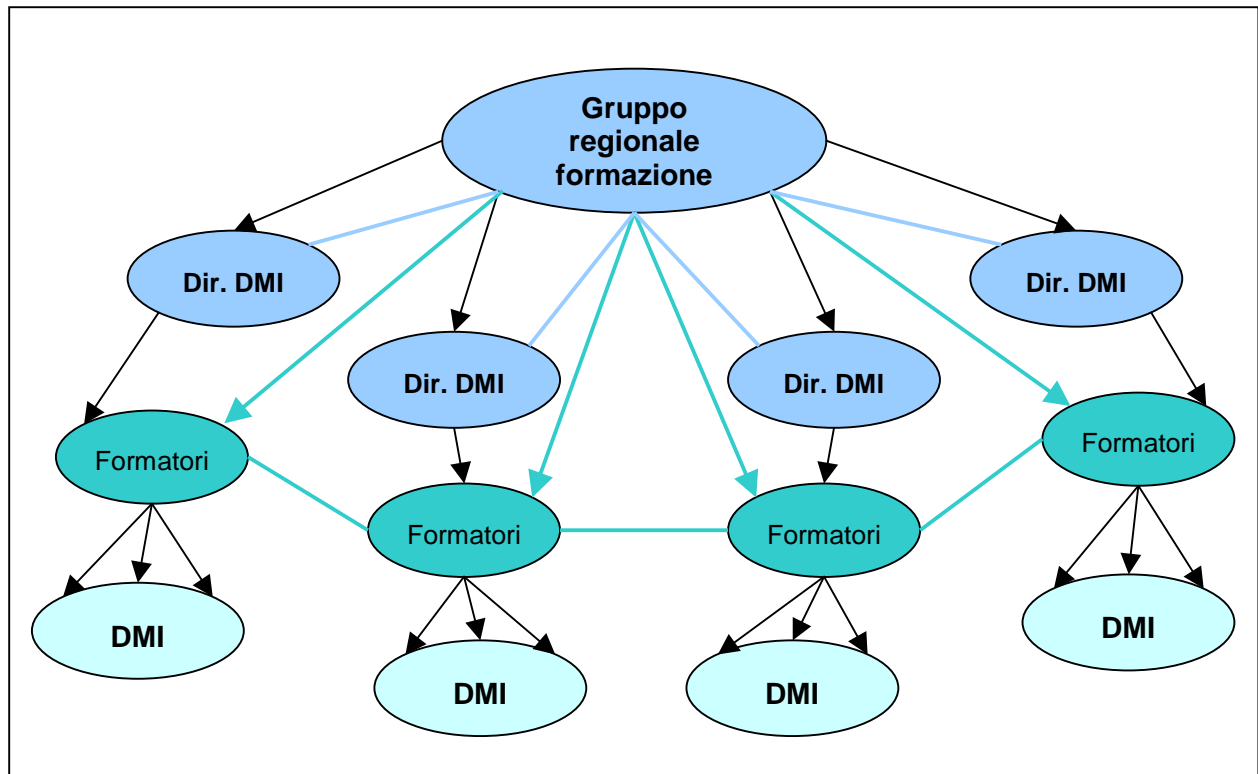 Gruppo
regionale
formazione
Dir. DMI
Dir. DMI
Dir. DMI
Dir. DMI
Formatori
Formatori
Formatori
Formatori
DMI
DMI
DMI
DMI